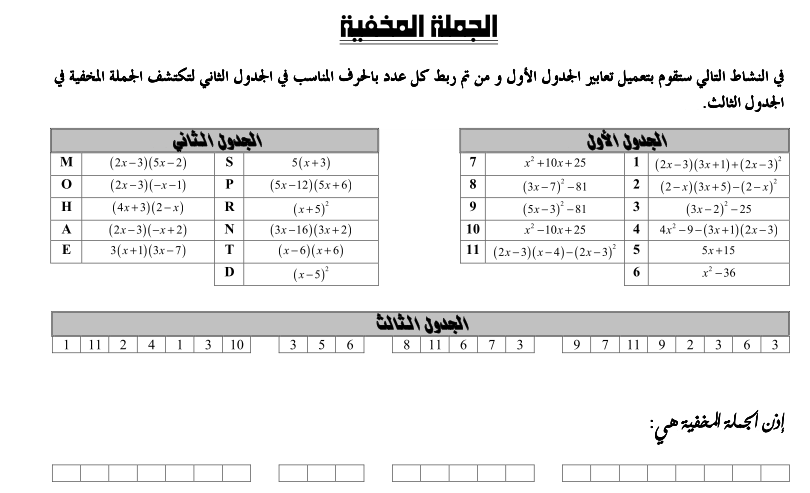 الجملة المخفية
في النشاط التالي ستقوم بتعميل تعابير الجدول الأول و من تم ربط كل عدد بالحرف المناسب في الجدول الثاني لتكتشف الجملة المخفية في
الجدول الثالث.
الجدول الأول
1 (2x−3)(3x+1)+(2x−3)² 7 x²+10x+25
2 (2−x)(3x+5)−(2−x)² 8 (3x−7)²−81
3 (3x−2)²−25 9 (5x−3)²−81
4 4x²−9−(3x+1)(2x−3) 10 x²−10x+25
5 5x+15 11 (2x−3)(x−4)−(2x−3)²
6 x²−36
الجدول الثاني
M (2x−3)(5x−2) S 5(x+3)
O (2x−3)(−x−1) P (5x−12)(5x+6)
H (4x+3)(2−x) R (x+5)²
A (2x−3)(−x+2) N (3x−16)(3x+2)
E 3(x+1)(3x−7) T (x−6)(x+6)
D (x−5)²
الجدول الثالث
1 11 2 4 1 3 10 3 5 6 8 11 6 7 3 9 7 11 9 2 3 6 3
إذن الجملة المخفية هي: